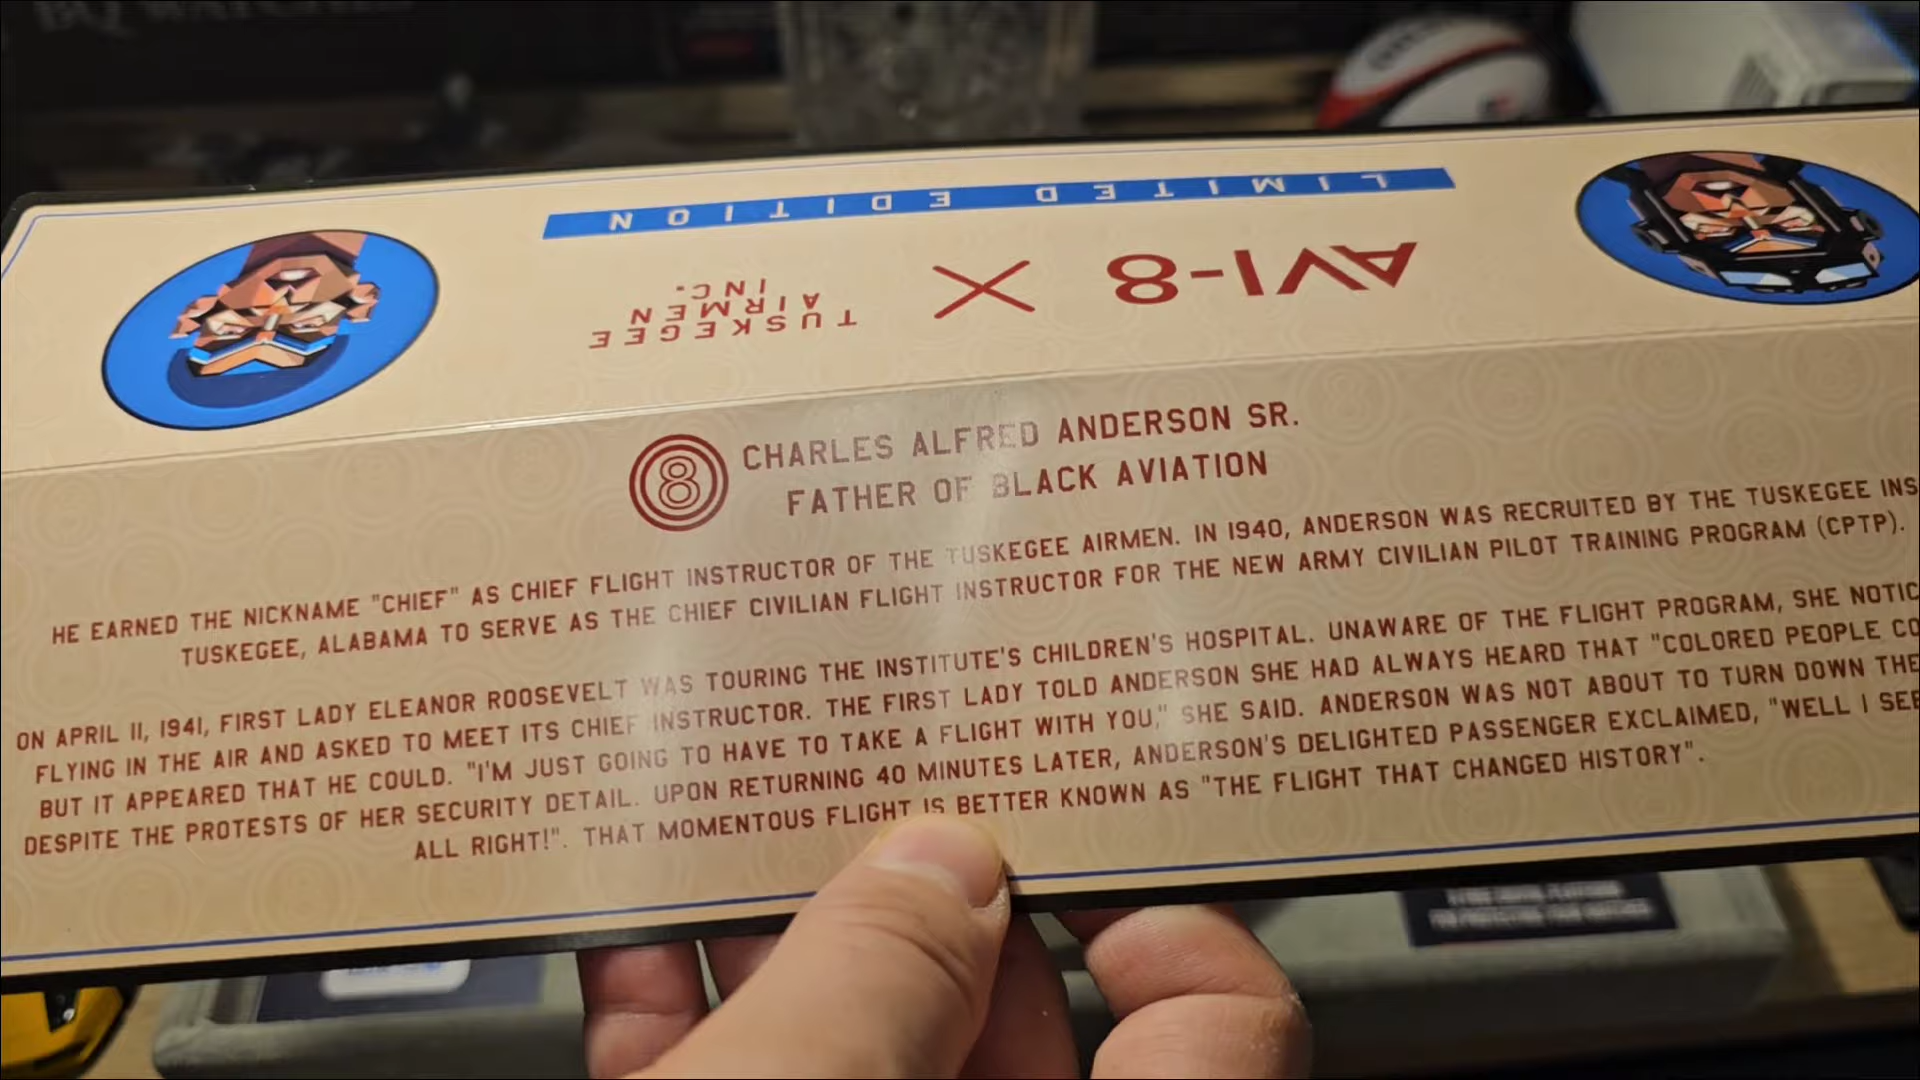 LIMITED EDITION
AVI-8 X TUSKEGEE
AIRMEN
INC.
8
CHARLES ALFRED ANDERSON SR.
FATHER OF BLACK AVIATION
HE EARNED THE NICKNAME "CHIEF" AS CHIEF FLIGHT INSTRUCTOR OF THE TUSKEGEE AIRMEN. IN 1940, ANDERSON WAS RECRUITED BY THE TUSKEGEE INS
TUSKEGEE, ALABAMA TO SERVE AS THE CHIEF CIVILIAN FLIGHT INSTRUCTOR FOR THE NEW ARMY CIVILIAN PILOT TRAINING PROGRAM (CPTP).
ON APRIL 11, 1941, FIRST LADY ELEANOR ROOSEVELT WAS TOURING THE INSTITUTE'S CHILDREN'S HOSPITAL. UNAWARE OF THE FLIGHT PROGRAM, SHE NOTIC
FLYING IN THE AIR AND ASKED TO MEET ITS CHIEF INSTRUCTOR. THE FIRST LADY TOLD ANDERSON SHE HAD ALWAYS HEARD THAT "COLORED PEOPLE CO
BUT IT APPEARED THAT HE COULD. "I'M JUST GOING TO HAVE TO TAKE A FLIGHT WITH YOU," SHE SAID. ANDERSON WAS NOT ABOUT TO TURN DOWN THE
DESPITE THE PROTESTS OF HER SECURITY DETAIL. UPON RETURNING 40 MINUTES LATER, ANDERSON'S DELIGHTED PASSENGER EXCLAIMED, "WELL I SEE
ALL RIGHT!". THAT MOMENTOUS FLIGHT IS BETTER KNOWN AS "THE FLIGHT THAT CHANGED HISTORY".